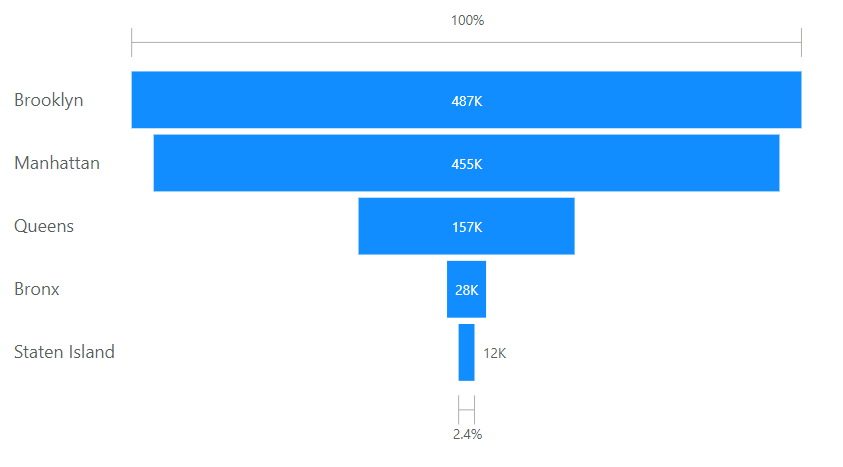 100%
Brooklyn 487K
Manhattan 455K
Queens 157K
Bronx 28K
Staten Island 12K
2.4%